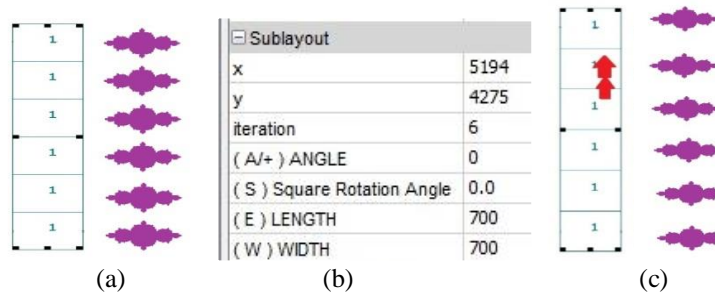 1
1
1
1
1
1
Sublayout
x 5194
y 4275
iteration 6
( A/+ ) ANGLE 0
( S ) Square Rotation Angle 0.0
( E ) LENGTH 700
( W ) WIDTH 700
1
1
1
1
1
(a) (b) (c)